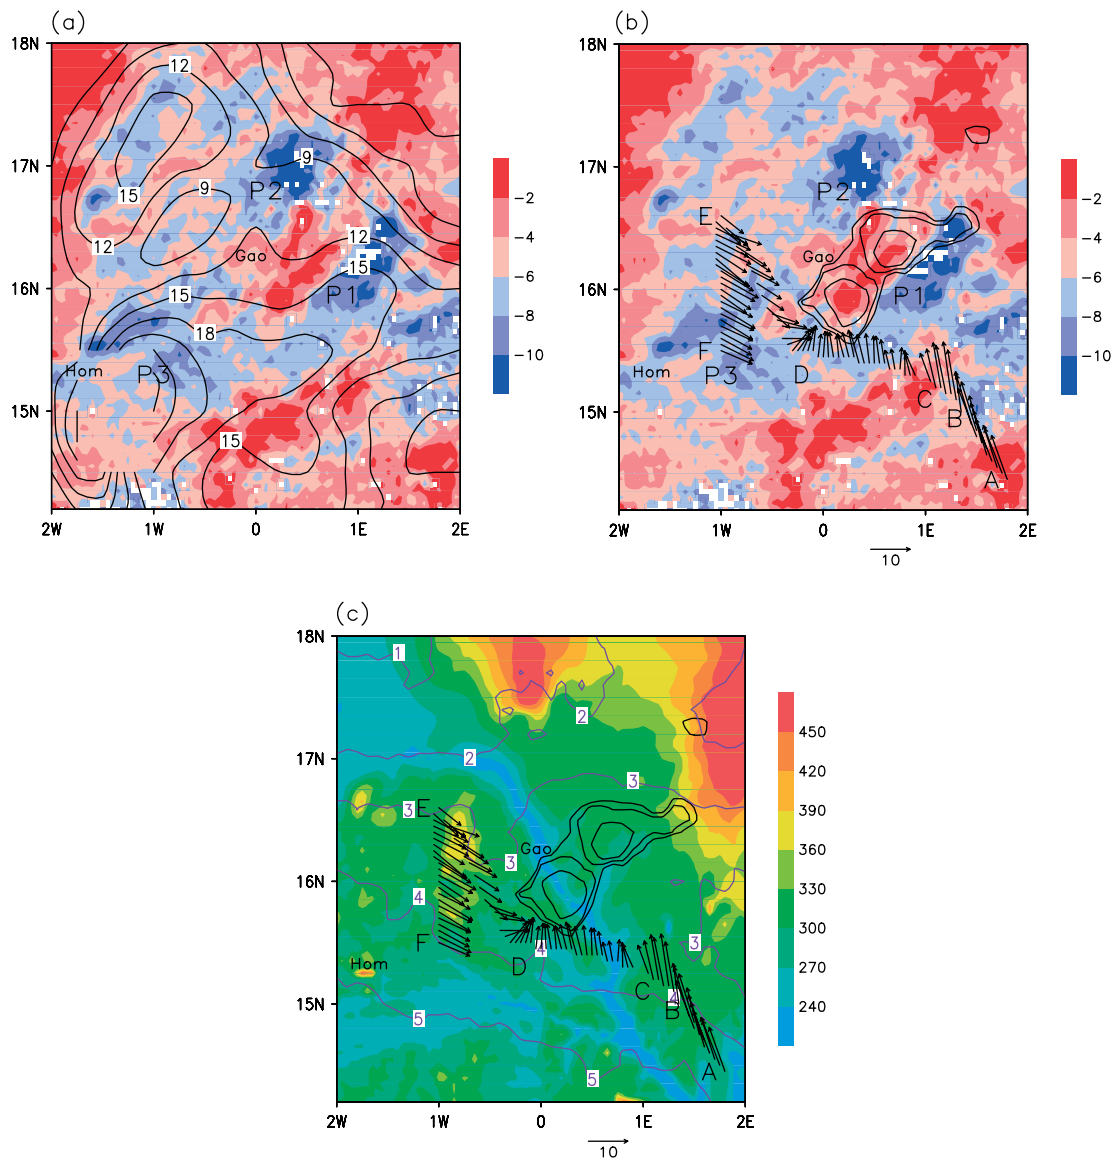 (a)
18N
17N
16N
15N
2W 1W 0 1E 2E
12
9
P2
15
9
12
12
Gao
15
15
P1
18
Hom
P3
15
−2
−4
−6
−8
−10
(b)
18N
17N
16N
15N
2W 1W 0 1E 2E
P2
E
Gao
P1
F
Hom
P3
D
C
B
A
10
−2
−4
−6
−8
−10
(c)
18N
17N
16N
15N
2W 1W 0 1E 2E
1
2
2
3
3
E
Gao
3
4
F
4
3
Hom
D
C
4
B
5
A
5
10
450
420
390
360
330
300
270
240